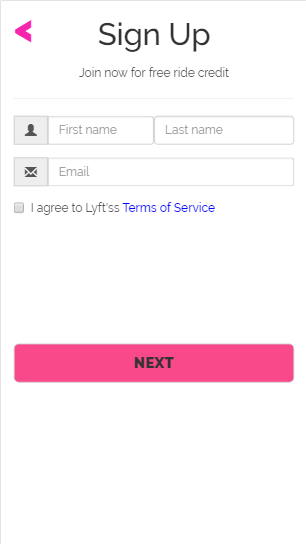 Sign Up
Join now for free ride credit
First name Last name
Email
I agree to Lyft'ss Terms of Service
NEXT